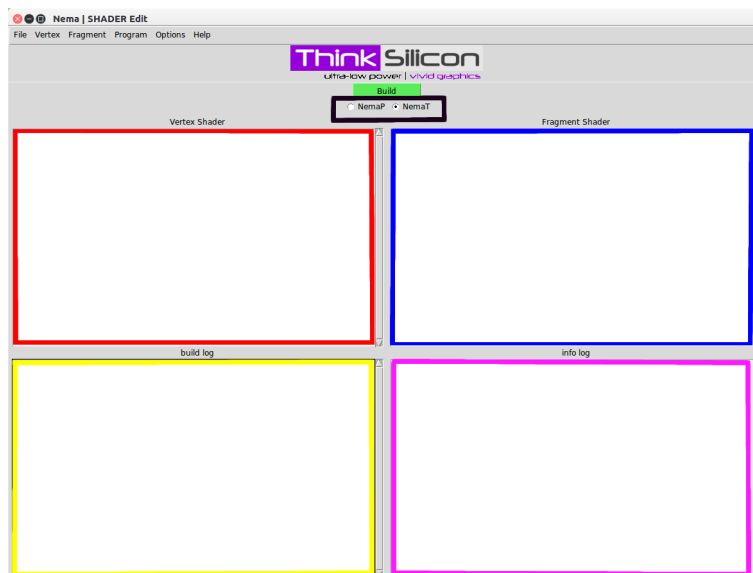 Nema | SHADER Edit
File Vertex Fragment Program Options Help
Think Silicon
ultra-low power | vivid graphics
Build
NemaP NemaT
Vertex Shader Fragment Shader
build log info log